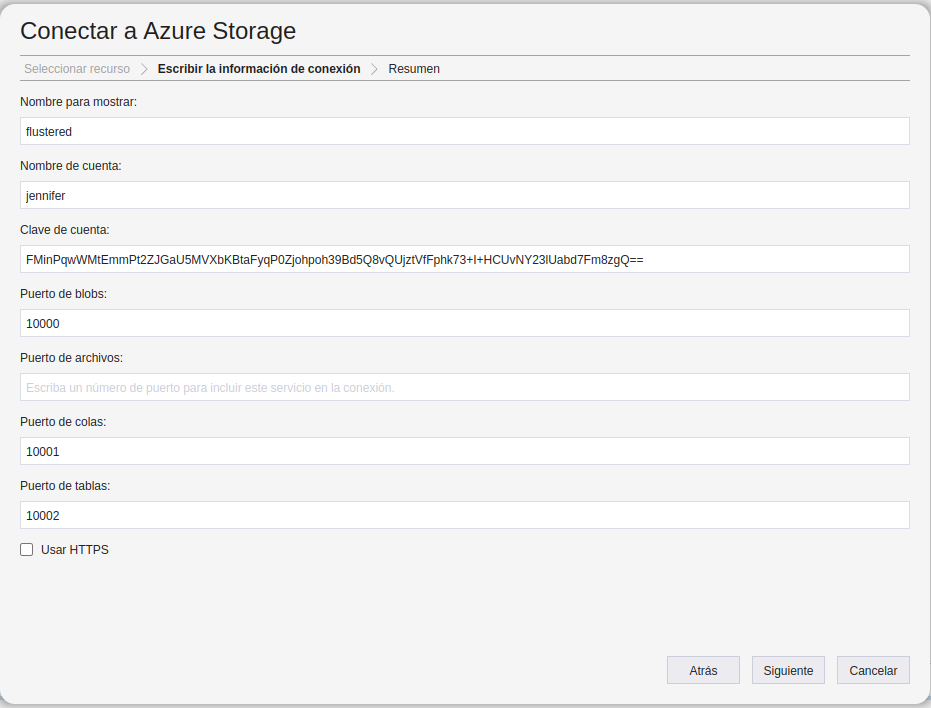 Conectar a Azure Storage
Seleccionar recurso
Escribir la información de conexión
Resumen
Nombre para mostrar:
flustered
Nombre de cuenta:
jennifer
Clave de cuenta:
FMinPqwWMtEmmPt2ZJGaU5MVXbKBtaFyqP0Zjohpoh39Bd5Q8vQUjztVfFphk73+I+HCUvNY23lUabd7Fm8zgQ==
Puerto de blobs:
10000
Puerto de archivos:
Escriba un número de puerto para incluir este servicio en la conexión.
Puerto de colas:
10001
Puerto de tablas:
10002
Usar HTTPS
Atrás
Siguiente
Cancelar